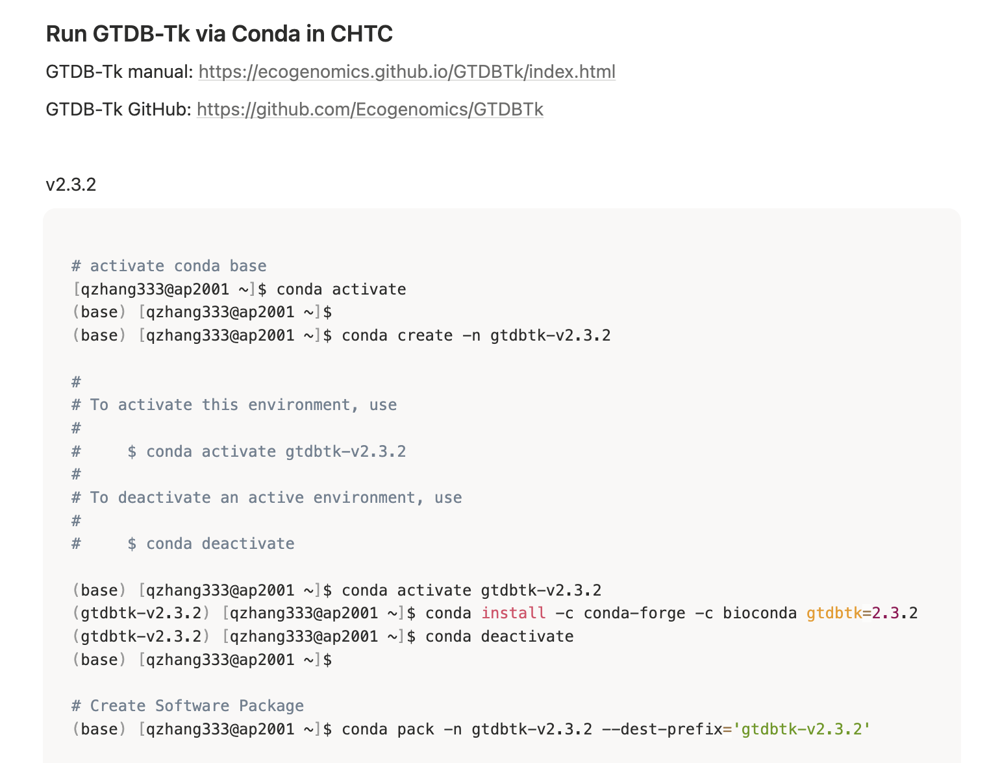 Run GTDB-Tk via Conda in CHTC
GTDB-Tk manual: https://ecogenomics.github.io/GTDBTk/index.html
GTDB-Tk GitHub: https://github.com/Ecogenomics/GTDBTk
v2.3.2
# activate conda base
[qzhang333@ap2001 ~]$ conda activate
(base) [qzhang333@ap2001 ~]$
(base) [qzhang333@ap2001 ~]$ conda create -n gtdbtk-v2.3.2
#
# To activate this environment, use
#
#     $ conda activate gtdbtk-v2.3.2
#
# To deactivate an active environment, use
#
#     $ conda deactivate
(base) [qzhang333@ap2001 ~]$ conda activate gtdbtk-v2.3.2
(gtdbtk-v2.3.2) [qzhang333@ap2001 ~]$ conda install -c conda-forge -c bioconda gtdbtk=2.3.2
(gtdbtk-v2.3.2) [qzhang333@ap2001 ~]$ conda deactivate
(base) [qzhang333@ap2001 ~]$
# Create Software Package
(base) [qzhang333@ap2001 ~]$ conda pack -n gtdbtk-v2.3.2 --dest-prefix='gtdbtk-v2.3.2'